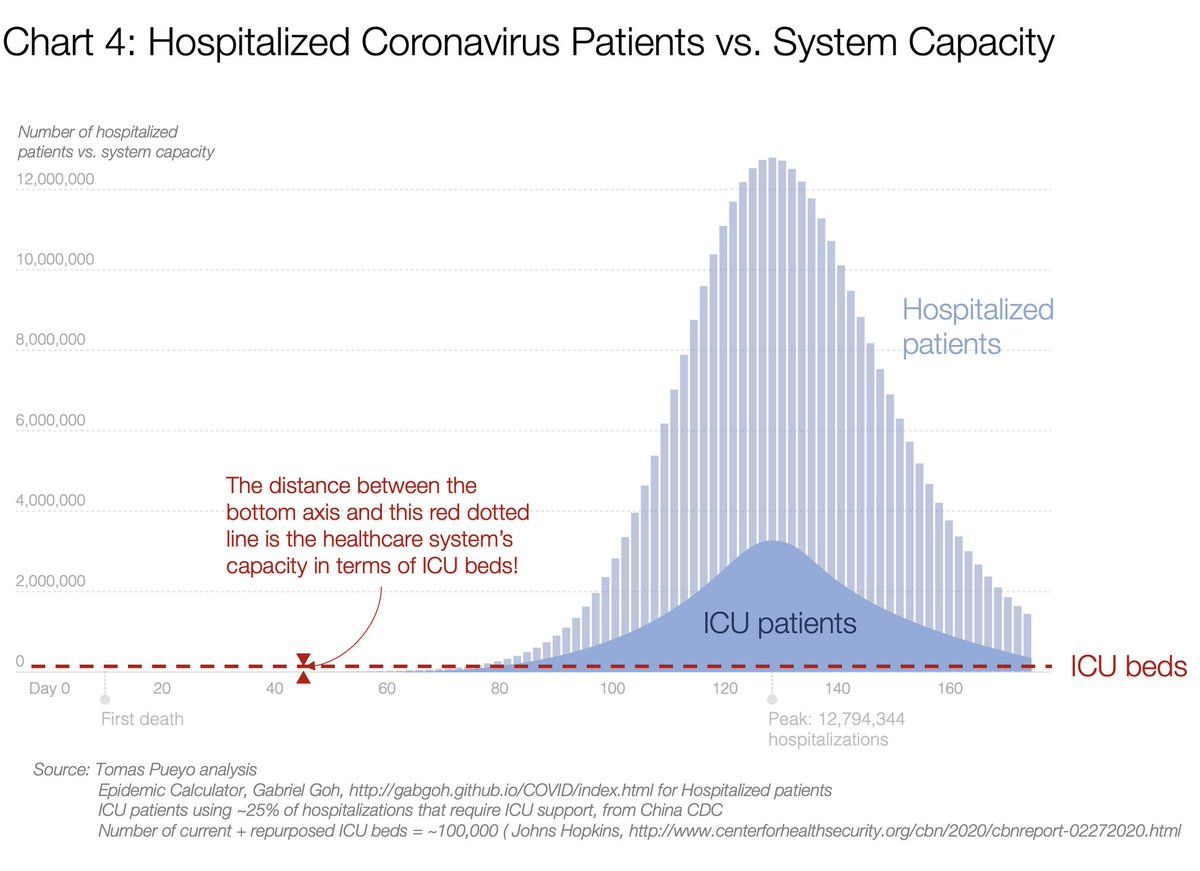 Chart 4: Hospitalized Coronavirus Patients vs. System Capacity
Number of hospitalized
patients vs. system capacity
12,000,000
10,000,000
8,000,000
6,000,000
4,000,000
2,000,000
0
Hospitalized
patients
The distance between the
bottom axis and this red dotted
line is the healthcare system's
capacity in terms of ICU beds!
ICU patients
ICU beds
Day 0 20 40 60 80 100 120 140 160
First death
Peak: 12,794,344
hospitalizations
Source: Tomas Pueyo analysis
Epidemic Calculator, Gabriel Goh, http://gabgoh.github.io/COVID/index.html for Hospitalized patients
ICU patients using ~25% of hospitalizations that require ICU support, from China CDC
Number of current + repurposed ICU beds = ~100,000 ( Johns Hopkins, http://www.centerforhealthsecurity.org/cbn/2020/cbnreport-02272020.html